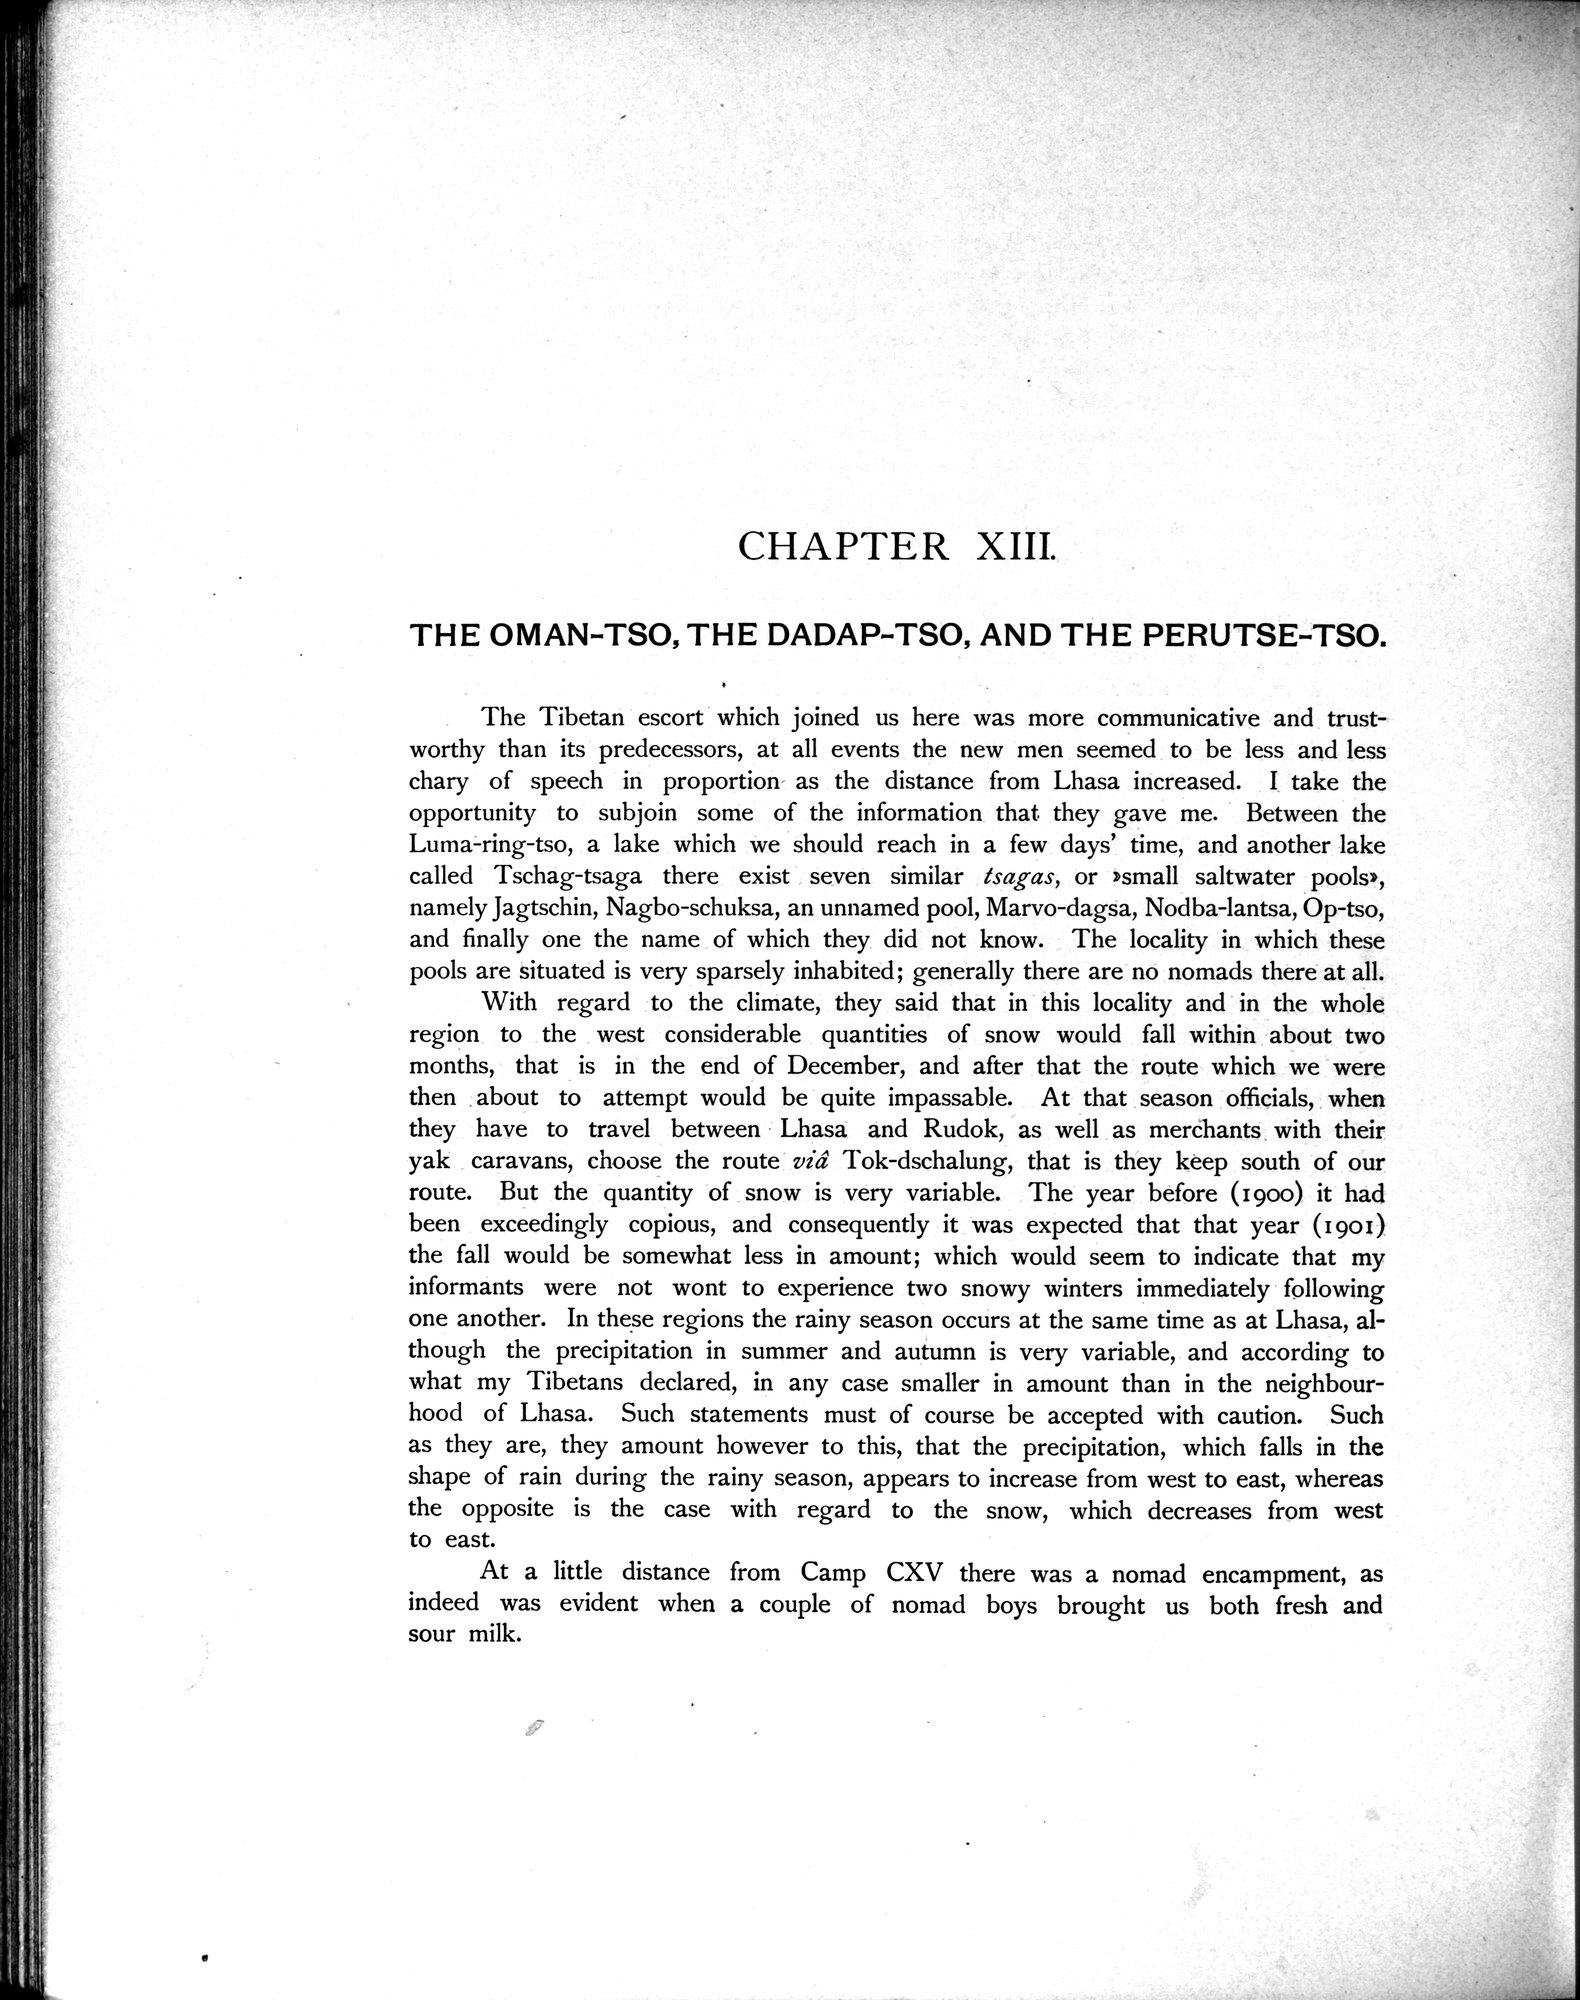 CHAPTER XIII.
THE OMAN-TSO, THE DADAP-TSO, AND THE PERUTSE-TSO.
The Tibetan escort which joined us here was more communicative and trust-
worthy than its predecessors, at all events the new men seemed to be less and less
chary of speech in proportion as the distance from Lhasa increased. I take the
opportunity to subjoin some of the information that they gave me. Between the
Luma-ring-tso, a lake which we should reach in a few days' time, and another lake
called Tschag-tsaga there exist seven similar tsagas, or »small saltwater pools»,
namely Jagtschin, Nagbo-schuksa, an unnamed pool, Marvo-dagsa, Nodba-lantsa, Op-tso,
and finally one the name of which they did not know. The locality in which these
pools are situated is very sparsely inhabited; generally there are no nomads there at all.
With regard to the climate, they said that in this locality and in the whole
region to the west considerable quantities of snow would fall within about two
months, that is in the end of December, and after that the route which we were
then about to attempt would be quite impassable. At that season officials, when
they have to travel between Lhasa and Rudok, as well as merchants with their
yak caravans, choose the route viâ Tok-dschalung, that is they keep south of our
route. But the quantity of snow is very variable. The year before (1900) it had
been exceedingly copious, and consequently it was expected that that year (1901)
the fall would be somewhat less in amount; which would seem to indicate that my
informants were not wont to experience two snowy winters immediately following
one another. In these regions the rainy season occurs at the same time as at Lhasa, al-
though the precipitation in summer and autumn is very variable, and according to
what my Tibetans declared, in any case smaller in amount than in the neighbour-
hood of Lhasa. Such statements must of course be accepted with caution. Such
as they are, they amount however to this, that the precipitation, which falls in the
shape of rain during the rainy season, appears to increase from west to east, whereas
the opposite is the case with regard to the snow, which decreases from west
to east.
At a little distance from Camp CXV there was a nomad encampment, as
indeed was evident when a couple of nomad boys brought us both fresh and
sour milk.